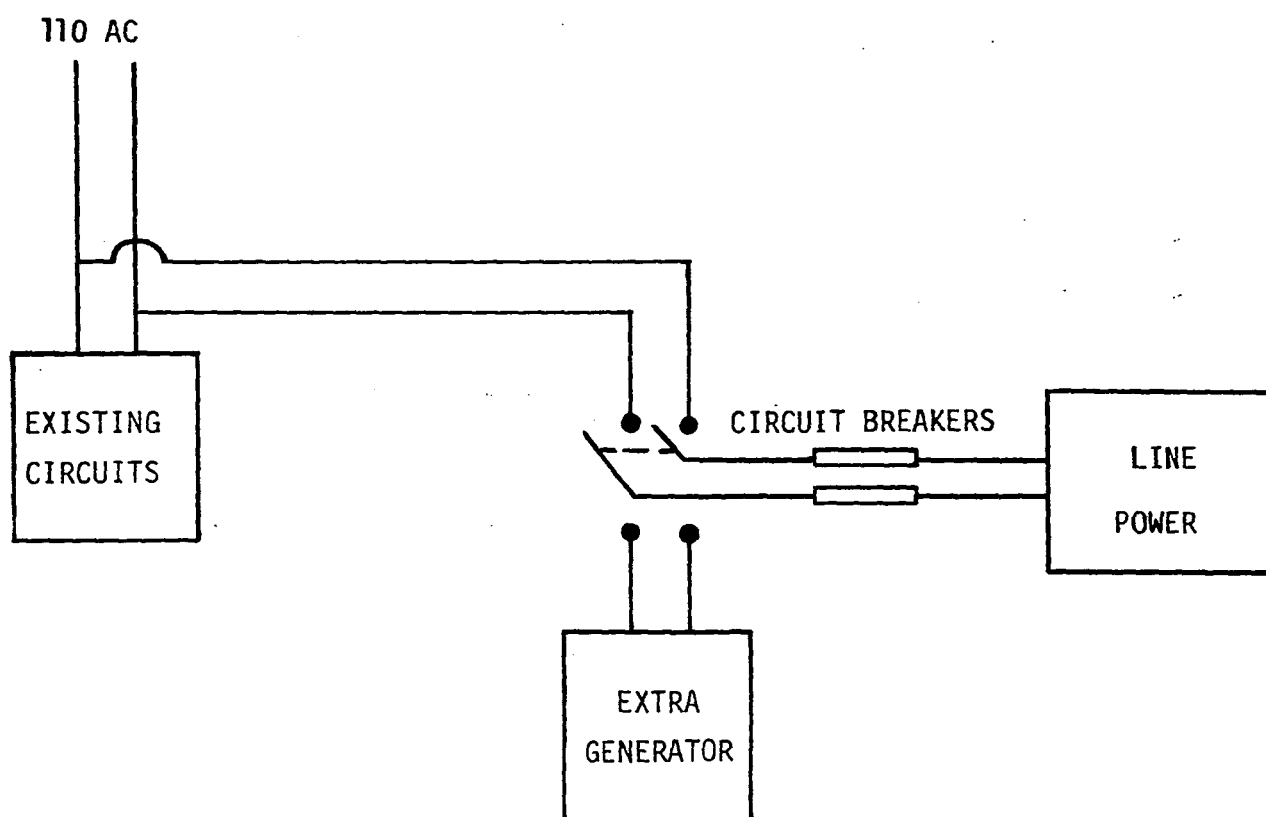 110 AC
EXISTING
CIRCUITS
CIRCUIT BREAKERS
LINE
POWER
EXTRA
GENERATOR